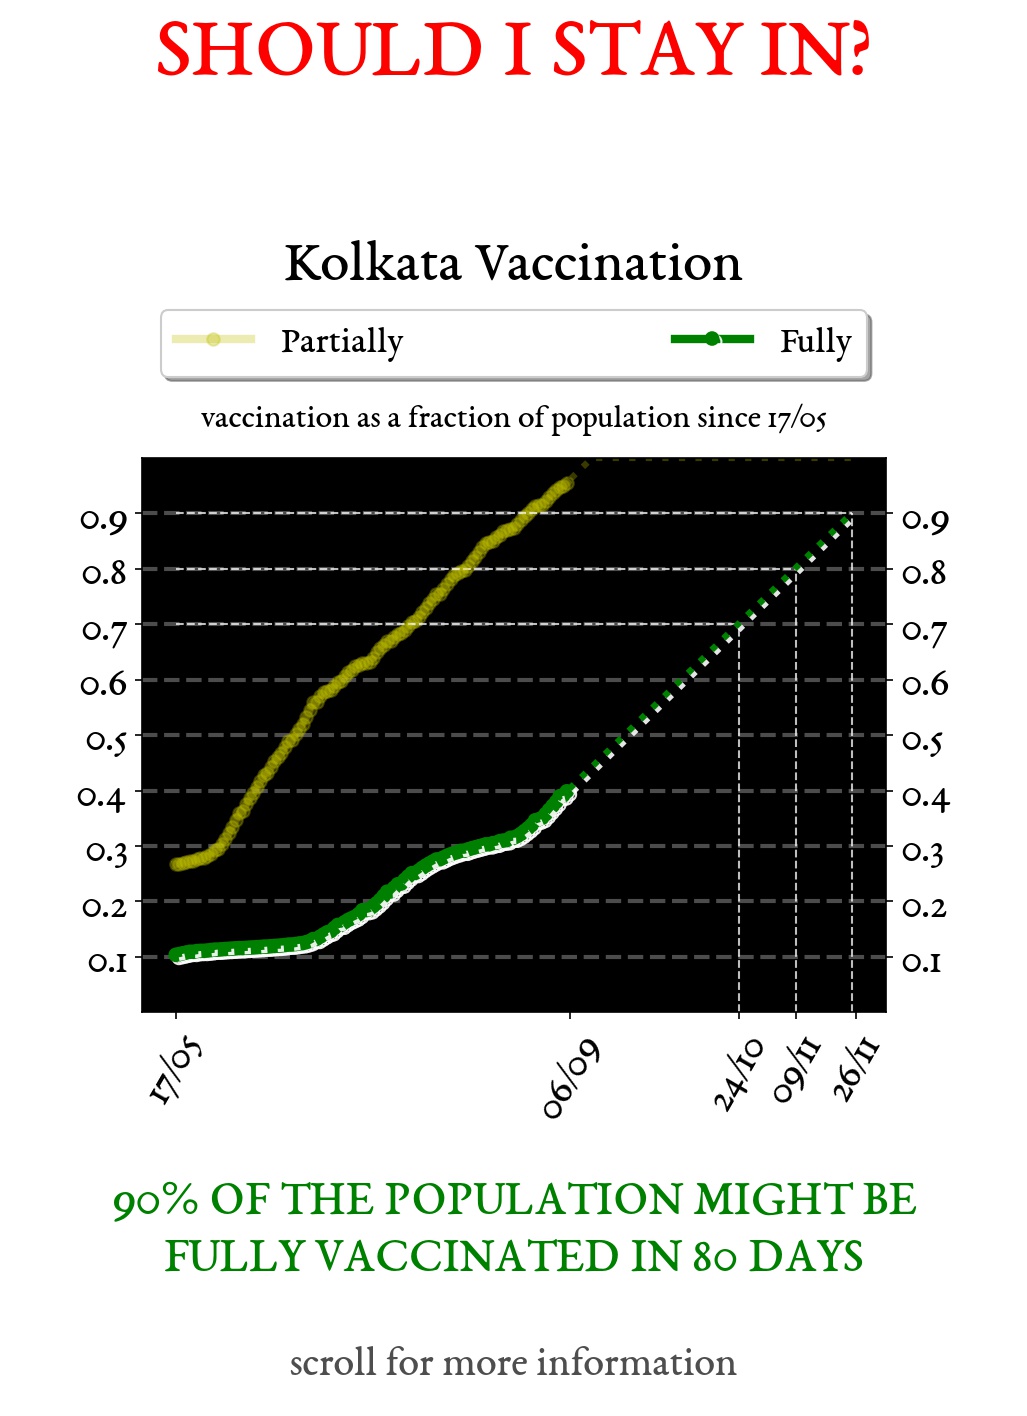 SHOULD I STAY IN?
Kolkata Vaccination
Partially Fully
vaccination as a fraction of population since 17/05
0.9 0.9
0.8 0.8
0.7 0.7
0.6 0.6
0.5 0.5
0.4 0.4
0.3 0.3
0.2 0.2
0.1 0.1
17/05 06/09 24/10 09/11 26/11
90% OF THE POPULATION MIGHT BE
FULLY VACCINATED IN 80 DAYS
scroll for more information